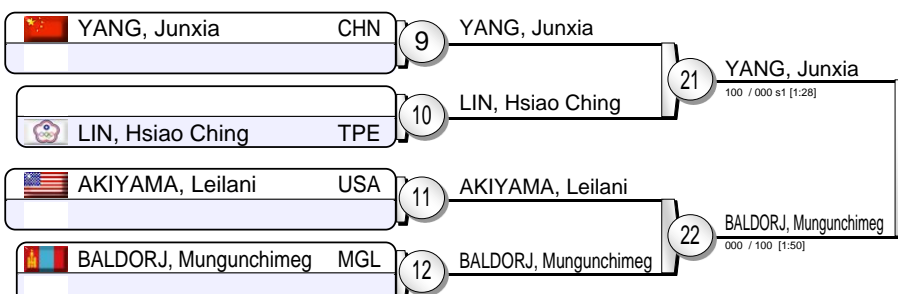 YANG, Junxia CHN 9 YANG, Junxia
21 YANG, Junxia
100 / 000 s1 [1:28]
LIN, Hsiao Ching TPE 10 LIN, Hsiao Ching
AKIYAMA, Leilani USA 11 AKIYAMA, Leilani
22 BALDORJ, Mungunchimeg
000 / 100 [1:50]
BALDORJ, Mungunchimeg MGL 12 BALDORJ, Mungunchimeg